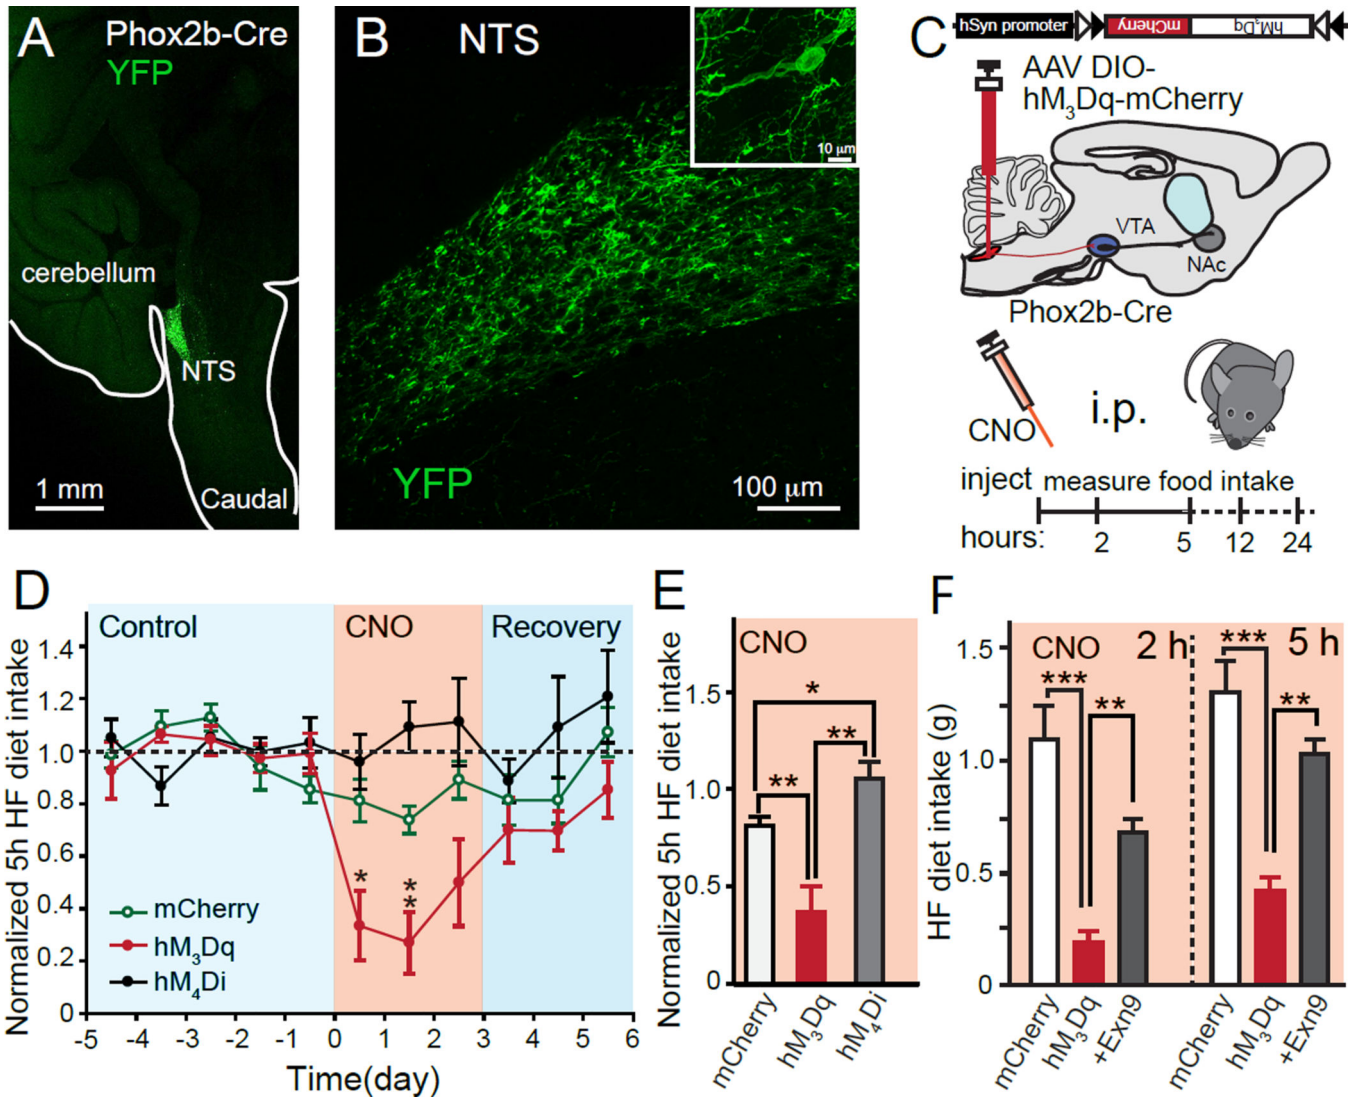 A
Phox2b-Cre
YFP
cerebellum
NTS
1 mm
Caudal
B
NTS
10 µm
YFP
100 µm
C
hSyn promoter
mCherry
hM3Dq
AAV DIO-
hM3Dq-mCherry
VTA
NAc
Phox2b-Cre
CNO
i.p.
inject measure food intake
hours: 2 5 12 24
D
Normalized 5h HF diet intake
Control
CNO
Recovery
1.4
1.2
1.0
0.8
0.6
0.4
0.2
0
*
**
mCherry
hM3Dq
hM4Di
-5 -4 -3 -2 -1 0 1 2 3 4 5 6
Time(day)
E
Normalized 5h HF diet intake
CNO
1.5
1.0
0.5
0
*
**
**
mCherry
hM3Dq
hM4Di
F
HF diet intake (g)
CNO 2 h
5 h
1.5
1.0
0.5
0
***
**
***
**
mCherry
hM3Dq
+Exn9
mCherry
hM3Dq
+Exn9